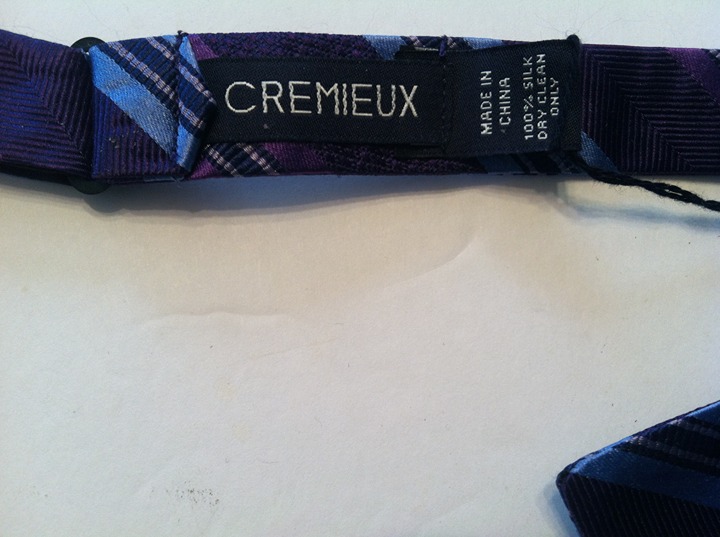 CREMIEUX
MADE IN
CHINA
100% SILK
DRY CLEAN
ONLY